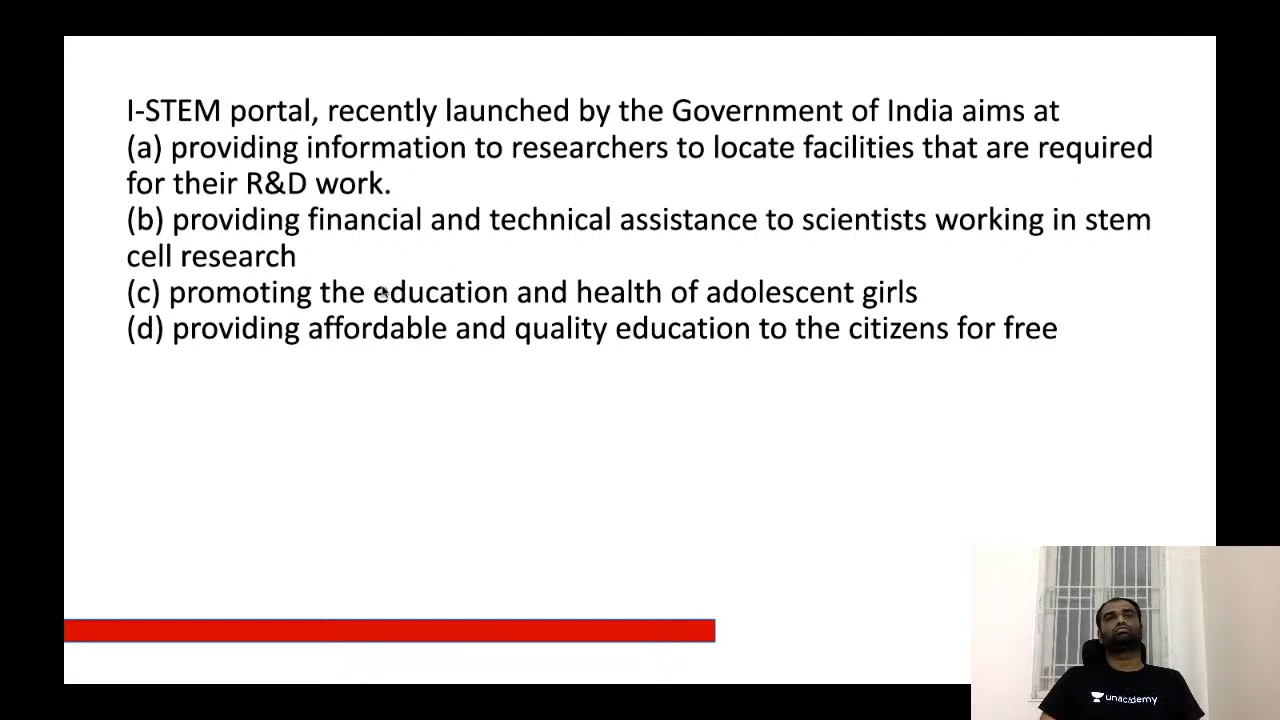 I-STEM portal, recently launched by the Government of India aims at
(a) providing information to researchers to locate facilities that are required
for their R&D work.
(b) providing financial and technical assistance to scientists working in stem
cell research
(c) promoting the education and health of adolescent girls
(d) providing affordable and quality education to the citizens for free
unacademy